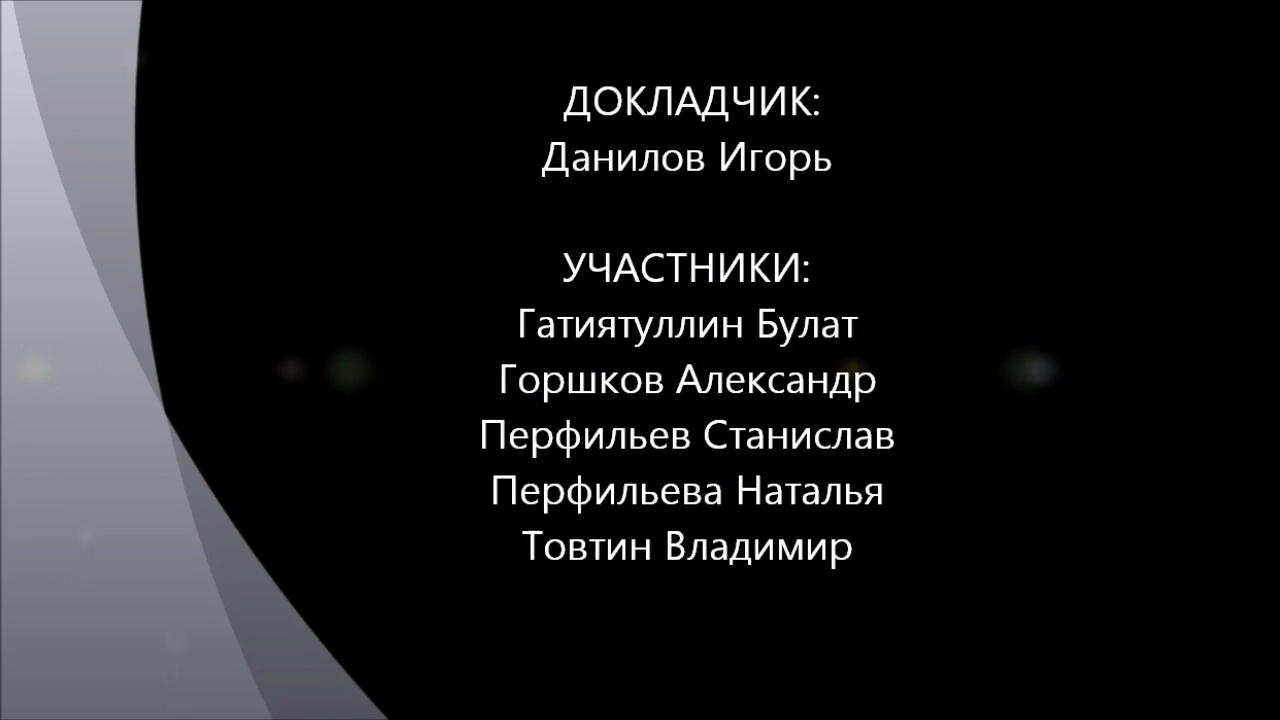 ДОКЛАДЧИК:
Данилов Игорь
УЧАСТНИКИ:
Гатиятуллин Булат
Горшков Александр
Перфильев Станислав
Перфильева Наталья
Товтин Владимир